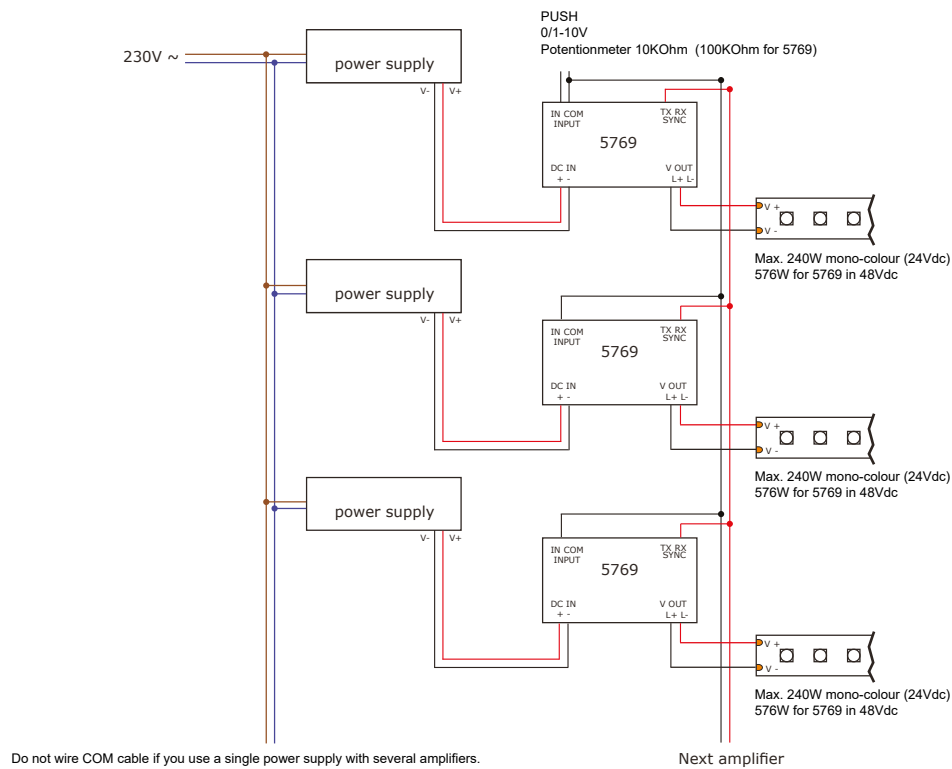 PUSH
0/1-10V
Potentionmeter 10KOhm (100KOhm for 5769)
230V ~
power supply
V- V+
IN COM
INPUT
TX RX
SYNC
5769
DC IN
+ -
V OUT
L+ L-
V +
V -
Max. 240W mono-colour (24Vdc)
576W for 5769 in 48Vdc
power supply
V- V+
IN COM
INPUT
TX RX
SYNC
5769
DC IN
+ -
V OUT
L+ L-
V +
V -
Max. 240W mono-colour (24Vdc)
576W for 5769 in 48Vdc
power supply
V- V+
IN COM
INPUT
TX RX
SYNC
5769
DC IN
+ -
V OUT
L+ L-
V +
V -
Max. 240W mono-colour (24Vdc)
576W for 5769 in 48Vdc
Do not wire COM cable if you use a single power supply with several amplifiers.
Next amplifier